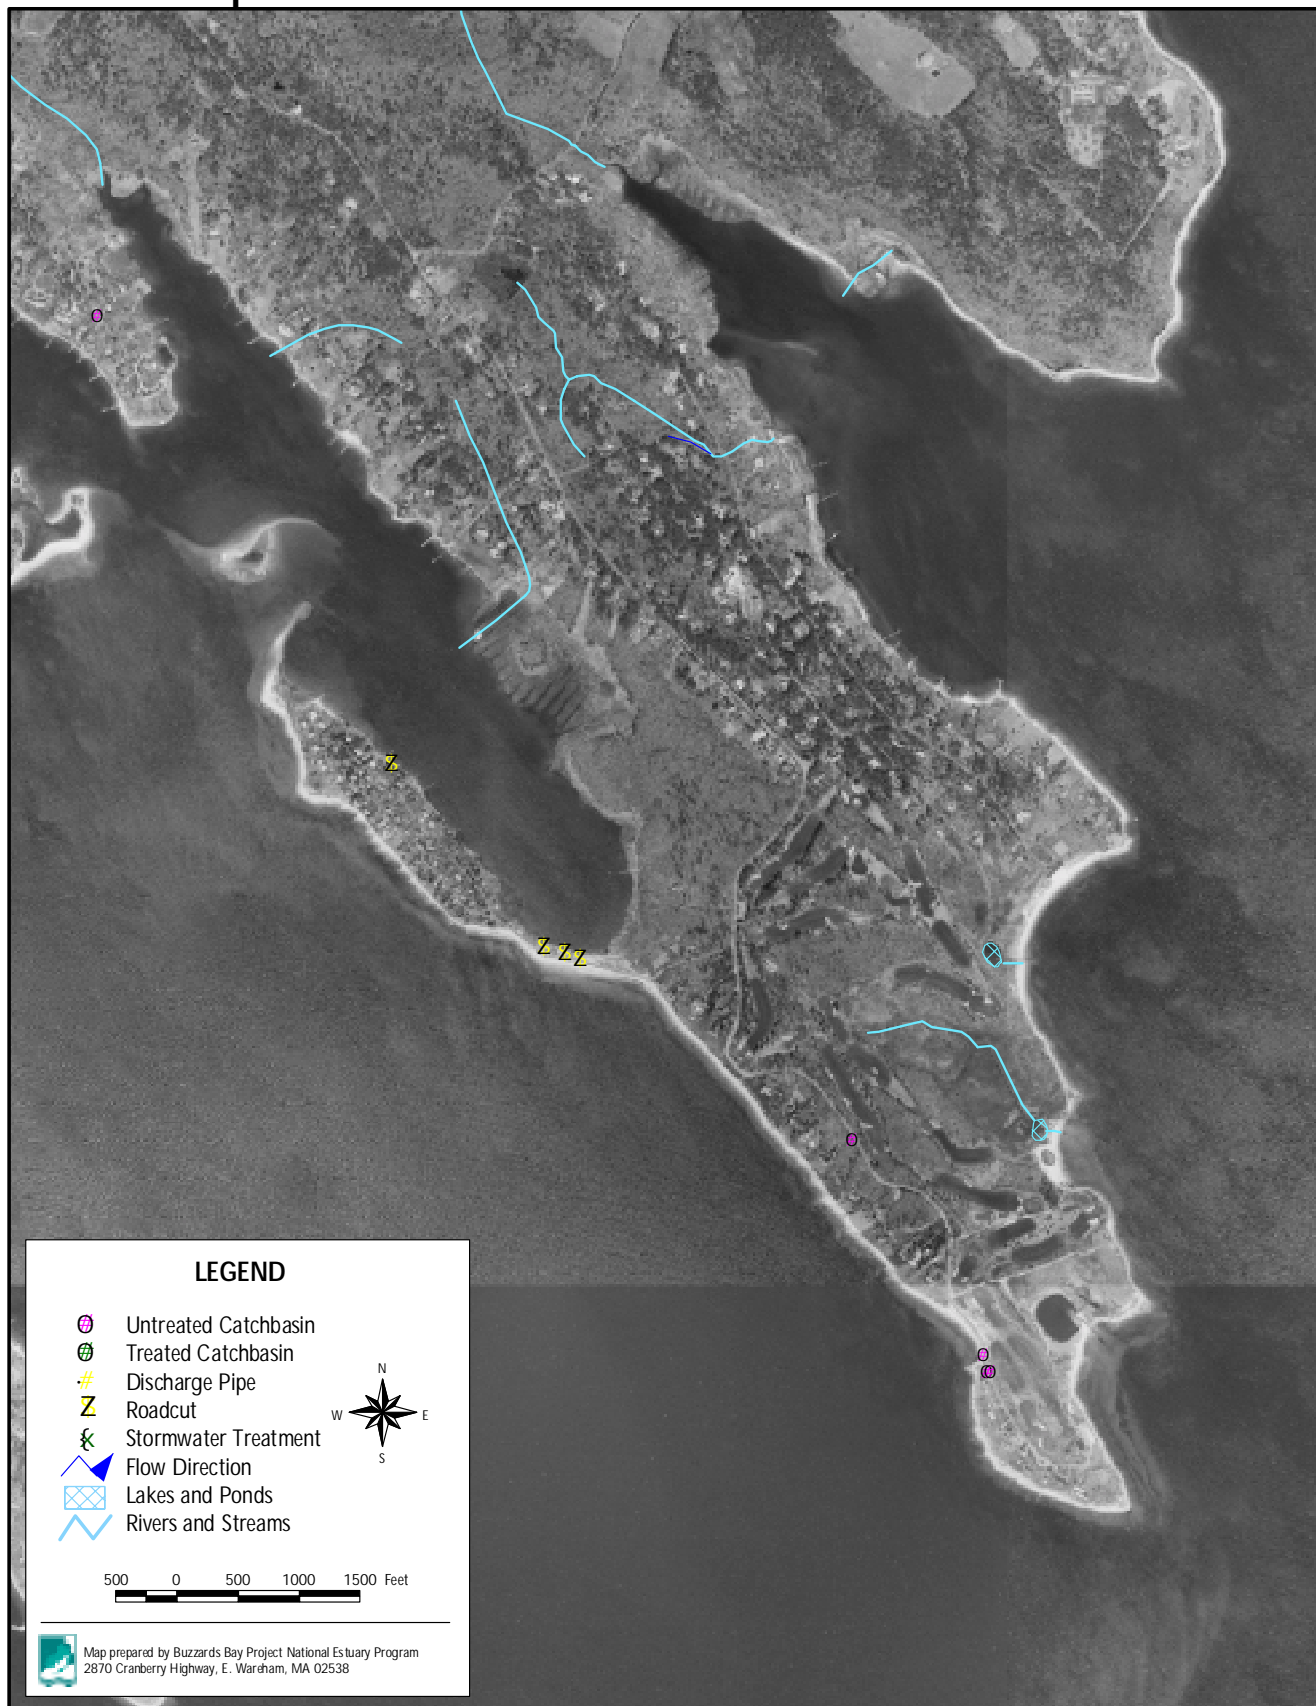 LEGEND
Untreated Catchbasin
Treated Catchbasin
Discharge Pipe
Roadcut
Stormwater Treatment
Flow Direction
Lakes and Ponds
Rivers and Streams
N
W E
S
500 0 500 1000 1500 Feet
Map prepared by Buzzards Bay Project National Estuary Program
2870 Cranberry Highway, E. Wareham, MA 02538